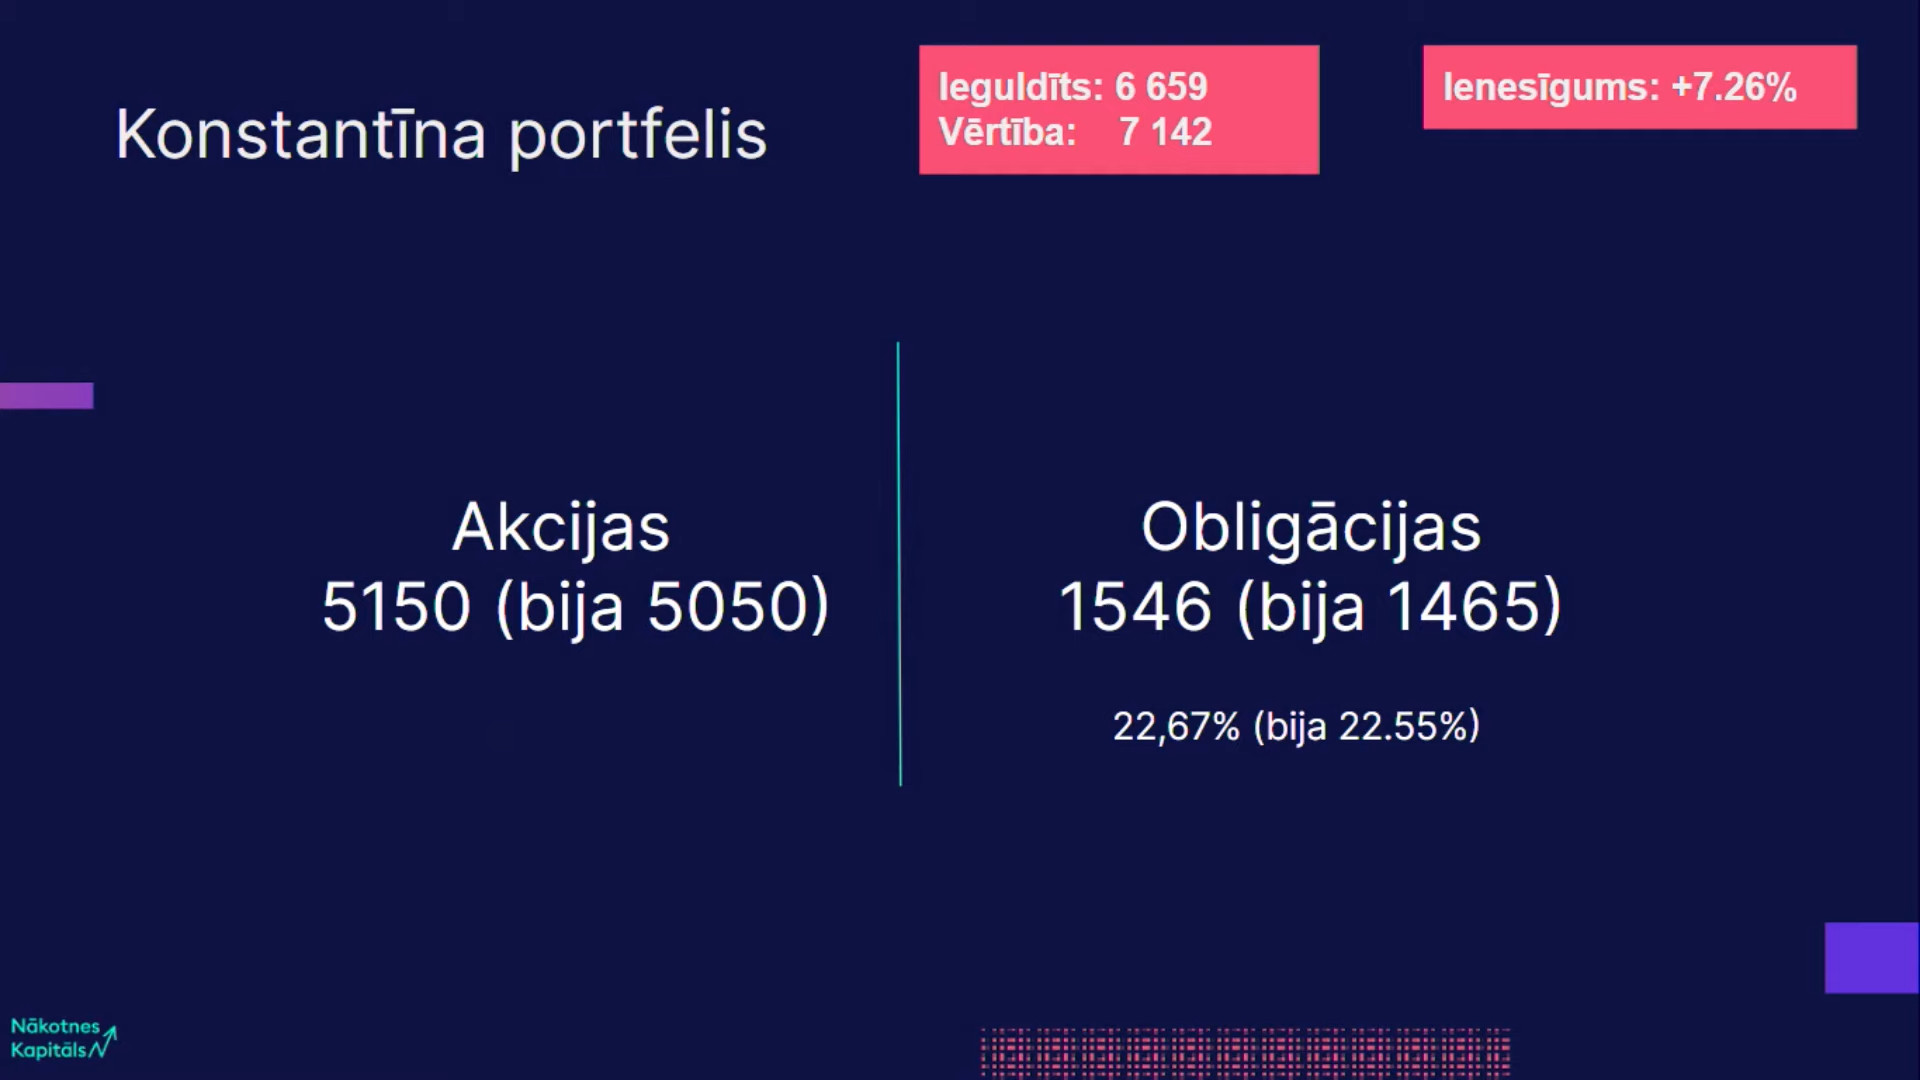 Konstantīna portfelis
Ieguldīts: 6 659
Vērtība: 7 142
Ienesīgums: +7.26%
Akcijas
5150 (bija 5050)
Obligācijas
1546 (bija 1465)
22,67% (bija 22.55%)
Nākotnes
Kapitāls